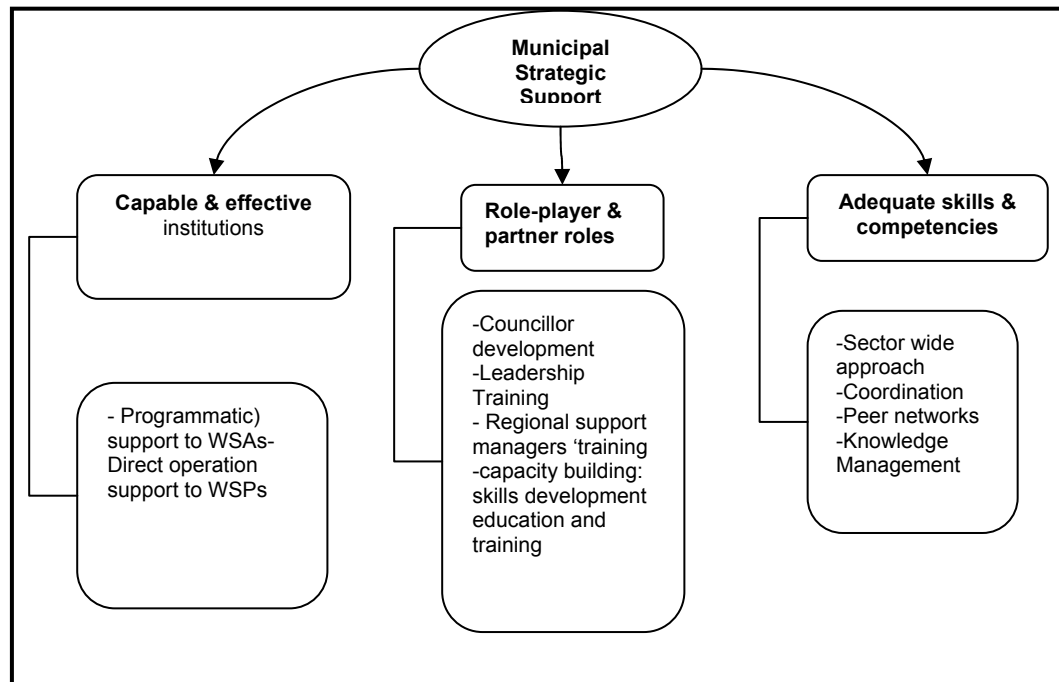 Municipal
Strategic
Support
Capable & effective
institutions
Role-player &
partner roles
Adequate skills &
competencies
- Programmatic)
support to WSAs-
Direct operation
support to WSPs
-Councillor
development
-Leadership
Training
- Regional support
managers ‘training
-capacity building:
skills development
education and
training
-Sector wide
approach
-Coordination
-Peer networks
-Knowledge
Management